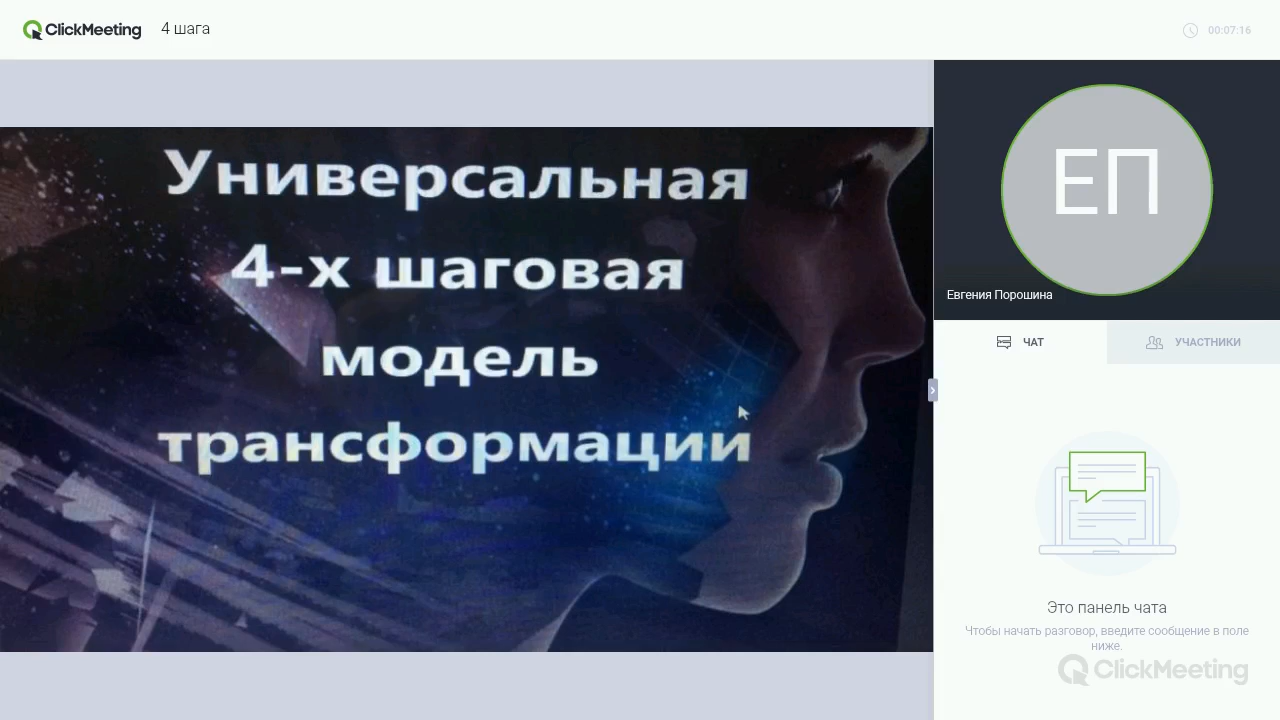 ClickMeeting
4 шага
00:07:16
Универсальная
4-х шаговая
модель
трансформации
ЕП
Евгения Порошина
ЧАТ
УЧАСТНИКИ
Это панель чата
Чтобы начать разговор, введите сообщение в поле
ниже.
ClickMeeting